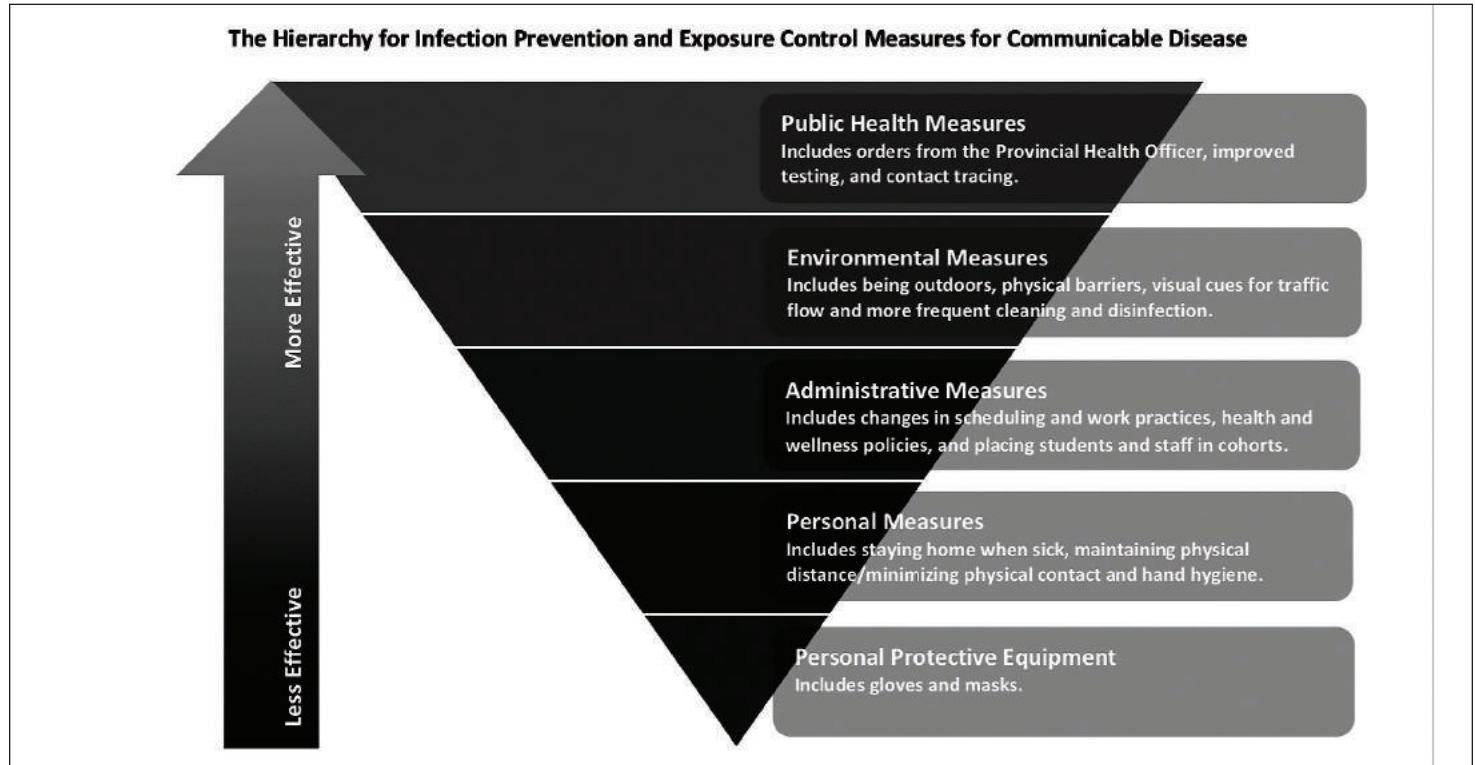 The Hierarchy for Infection Prevention and Exposure Control Measures for Communicable Disease
More Effective
Less Effective
Public Health Measures
Includes orders from the Provincial Health Officer, improved
testing, and contact tracing.
Environmental Measures
Includes being outdoors, physical barriers, visual cues for traffic
flow and more frequent cleaning and disinfection.
Administrative Measures
Includes changes in scheduling and work practices, health and
wellness policies, and placing students and staff in cohorts.
Personal Measures
Includes staying home when sick, maintaining physical
distance/minimizing physical contact and hand hygiene.
Personal Protective Equipment
Includes gloves and masks.